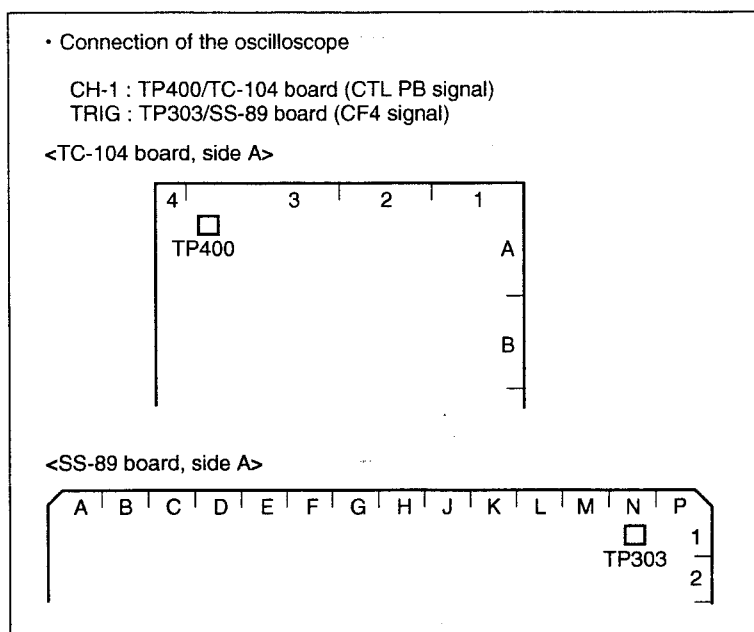 • Connection of the oscilloscope
CH-1 : TP400/TC-104 board (CTL PB signal)
TRIG : TP303/SS-89 board (CF4 signal)
<TC-104 board, side A>
4 3 2 1
TP400
A
B
<SS-89 board, side A>
A B C D E F G H J K L M N P
1
TP303
2